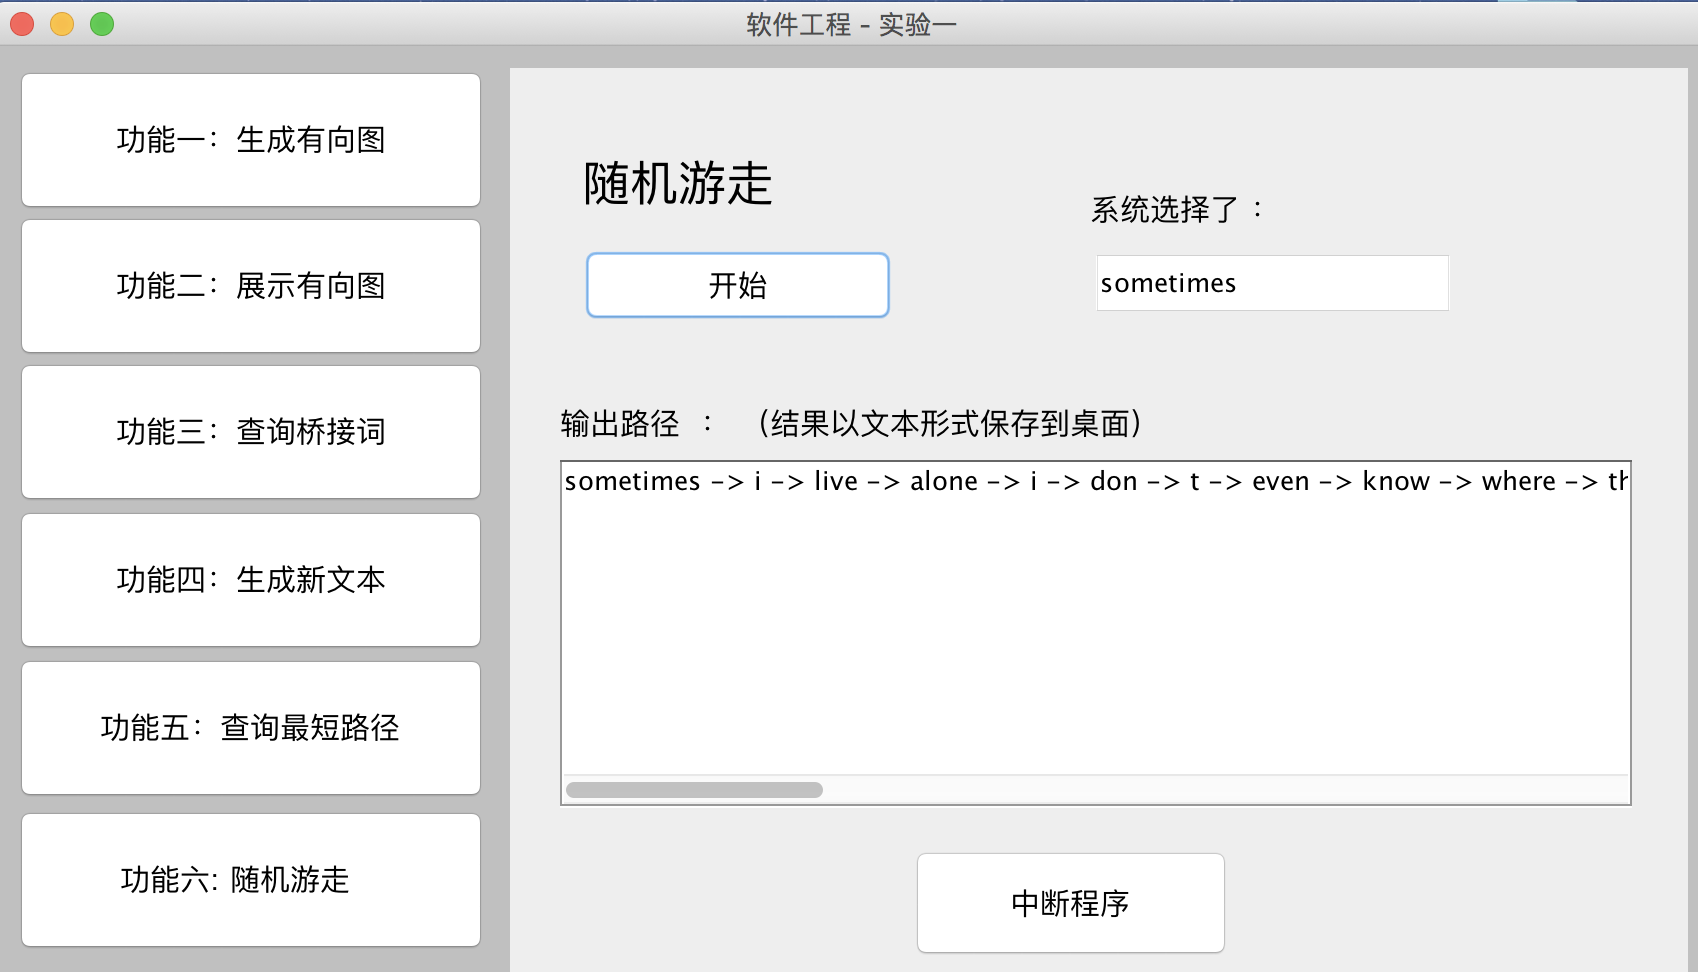 软件工程 - 实验一
功能一：生成有向图
功能二：展示有向图
功能三：查询桥接词
功能四：生成新文本
功能五：查询最短路径
功能六: 随机游走
随机游走
系统选择了：
开始
sometimes
输出路径 ： （结果以文本形式保存到桌面）
sometimes -> i -> live -> alone -> i -> don -> t -> even -> know -> where ->
中断程序